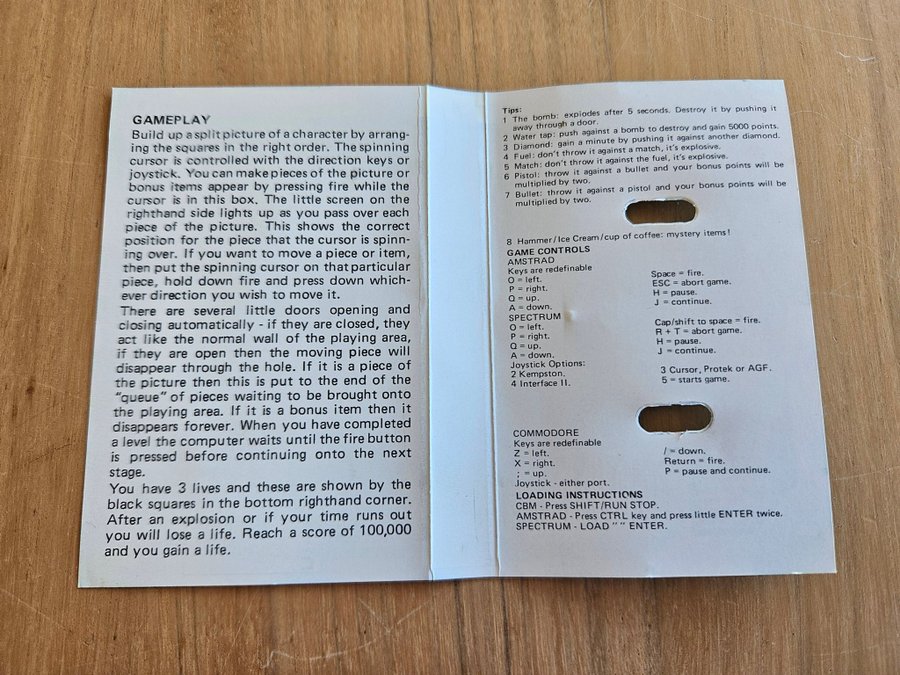 GAMEPLAY
Build up a split picture of a character by arrang-
ing the squares in the right order. The spinning
cursor is controlled with the direction keys or
joystick. You can make pieces of the picture or
bonus items appear by pressing fire while the
cursor is in this box. The little screen on the
righthand side lights up as you pass over each
piece of the picture. This shows the correct
position for the piece that the cursor is spinn-
ing over. If you want to move a piece or item,
then put the spinning cursor on that particular
piece, hold down fire and press down which-
ever direction you wish to move it.
There are several little doors opening and
closing automatically - if they are closed, they
act like the normal wall of the playing area,
if they are open then the moving piece will
disappear through the hole. If it is a piece of
the picture then this is put to the end of the
"queue" of pieces waiting to be brought onto
the playing area. If it is a bonus item then it
disappears forever. When you have completed
a level the computer waits until the fire button
is pressed before continuing onto the next
stage.
You have 3 lives and these are shown by the
black squares in the bottom righthand corner.
After an explosion or if your time runs out
you will lose a life. Reach a score of 100,000
and you gain a life.
Tips:
1 The bomb: explodes after 5 seconds. Destroy it by pushing it
away through a door.
2 Water tap: push against a bomb to destroy and gain 5000 points.
3 Diamond: gain a minute by pushing it against another diamond.
4 Fuel: don't throw it against a match, it's explosive.
5 Match: don't throw it against the fuel, it's explosive.
6 Pistol: throw it against a bullet and your bonus points will be
multiplied by two.
7 Bullet: throw it against a pistol and your bonus points will be
multiplied by two.
8 Hammer/Ice Cream/cup of coffee: mystery items!
GAME CONTROLS
AMSTRAD
Keys are redefinable
O = left.
P = right.
Q = up.
A = down.
Space = fire.
ESC = abort game.
H = pause.
J = continue.
SPECTRUM
O = left.
P = right.
Q = up.
A = down.
Cap/shift to space = fire.
R + T = abort game.
H = pause.
J = continue.
Joystick Options:
2 Kempston.
4 Interface II.
3 Cursor, Protek or AGF.
5 = starts game.
COMMODORE
Keys are redefinable
Z = left.
X = right.
; = up.
/ = down.
Return = fire.
P = pause and continue.
Joystick - either port.
LOADING INSTRUCTIONS
CBM - Press SHIFT/RUN STOP.
AMSTRAD - Press CTRL key and press little ENTER twice.
SPECTRUM - LOAD " " ENTER.